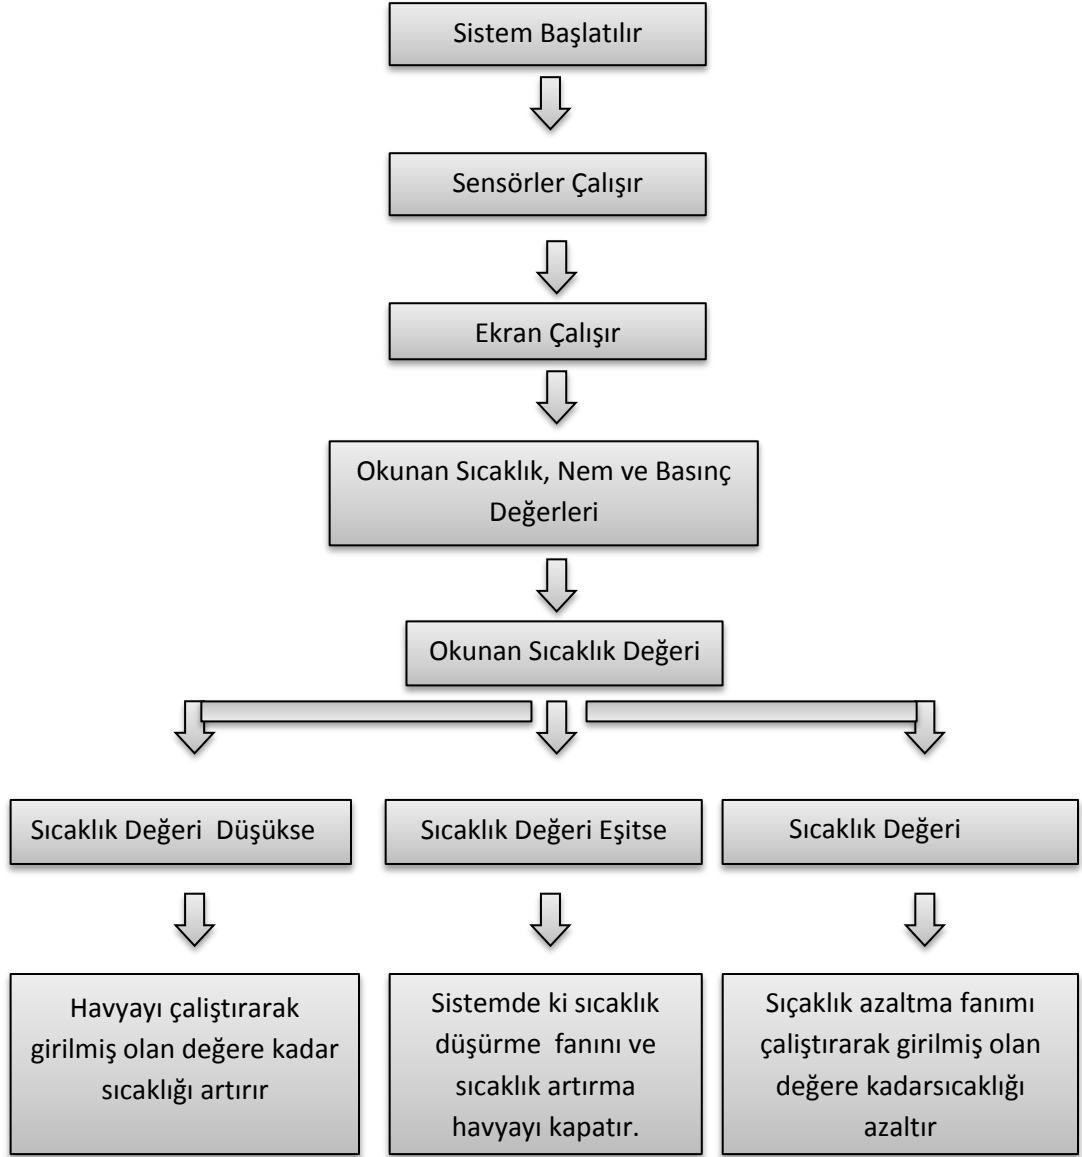 Sistem Başlatılır
Sensörler Çalışır
Ekran Çalışır
Okunan Sıcaklık, Nem ve Basınç
Değerleri
Okunan Sıcaklık Değeri
Sıcaklık Değeri  Düşükse
Sıcaklık Değeri Eşitse
Sıcaklık Değeri
Havyayı çaliştırarak
girilmiş olan değere kadar
sıcaklığı artırır
Sistemde ki sıcaklık
düşürme  fanını ve
sıcaklık artırma
havyayı kapatır.
Sıçaklık azaltma fanımı
çaliştırarak girilmiş olan
değere kadarsıcaklığı
azaltır